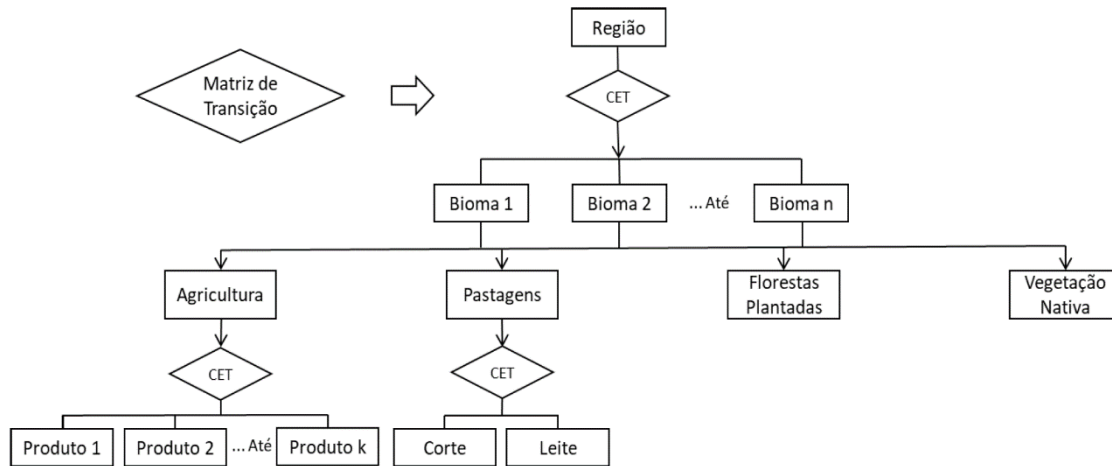 Região
Matriz de
Transição
CET
Bioma 1
Bioma 2
... Até
Bioma n
Agricultura
Pastagens
Florestas
Plantadas
Vegetação
Nativa
CET
CET
Produto 1
Produto 2
... Até
Produto k
Corte
Leite